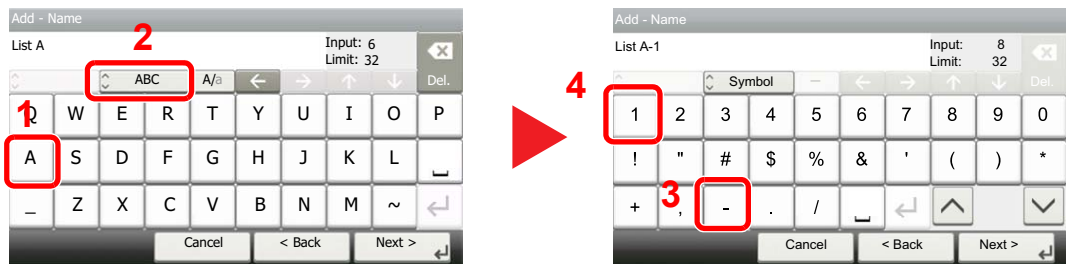 Add - Name
List A
Input: 6
Limit: 32
2
ABC A/a Del.
1
Q W E R T Y U I O P
A S D F G H J K L
_ Z X C V B N M ~
Cancel < Back Next >
Add - Name
List A-1
Input: 8
Limit: 32
Symbol Del.
4
1 2 3 4 5 6 7 8 9 0
! " # $ % & ' ( ) *
3
+ , - . /
Cancel < Back Next >